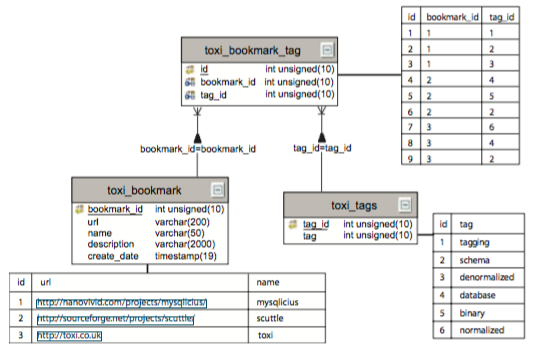 toxi_bookmark_tag
id int unsigned(10)
bookmark_id int unsigned(10)
tag_id int unsigned(10)
id bookmark_id tag_id
1 1 1
2 1 2
3 1 3
4 2 4
5 2 5
6 2 2
7 3 6
8 3 4
9 3 2
bookmark_id=bookmark_id
tag_id=tag_id
toxi_bookmark
bookmark_id int unsigned(10)
url varchar(200)
name varchar(50)
description varchar(2000)
create_date timestamp(19)
toxi_tags
tag_id int unsigned(10)
tag int unsigned(10)
id tag
1 tagging
2 schema
3 denormalized
4 database
5 binary
6 normalized
id url name
1 http://nanovivid.com/projects/mysqlicius/ mysqlicius
2 http://sourceforge.net/projects/scuttle/ scuttle
3 http://toxi.co.uk toxi